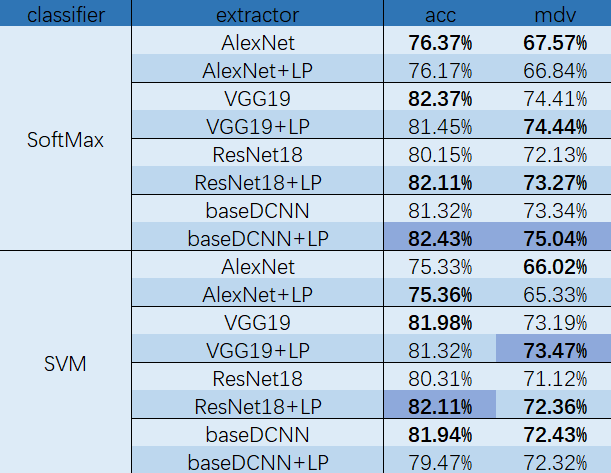 classifier extractor acc mdv
AlexNet 76.37% 67.57%
AlexNet+LP 76.17% 66.84%
VGG19 82.37% 74.41%
VGG19+LP 81.45% 74.44%
SoftMax
ResNet18 80.15% 72.13%
ResNet18+LP 82.11% 73.27%
baseDCNN 81.32% 73.34%
baseDCNN+LP 82.43% 75.04%
AlexNet 75.33% 66.02%
AlexNet+LP 75.36% 65.33%
VGG19 81.98% 73.19%
VGG19+LP 81.32% 73.47%
SVM
ResNet18 80.31% 71.12%
ResNet18+LP 82.11% 72.36%
baseDCNN 81.94% 72.43%
baseDCNN+LP 79.47% 72.32%